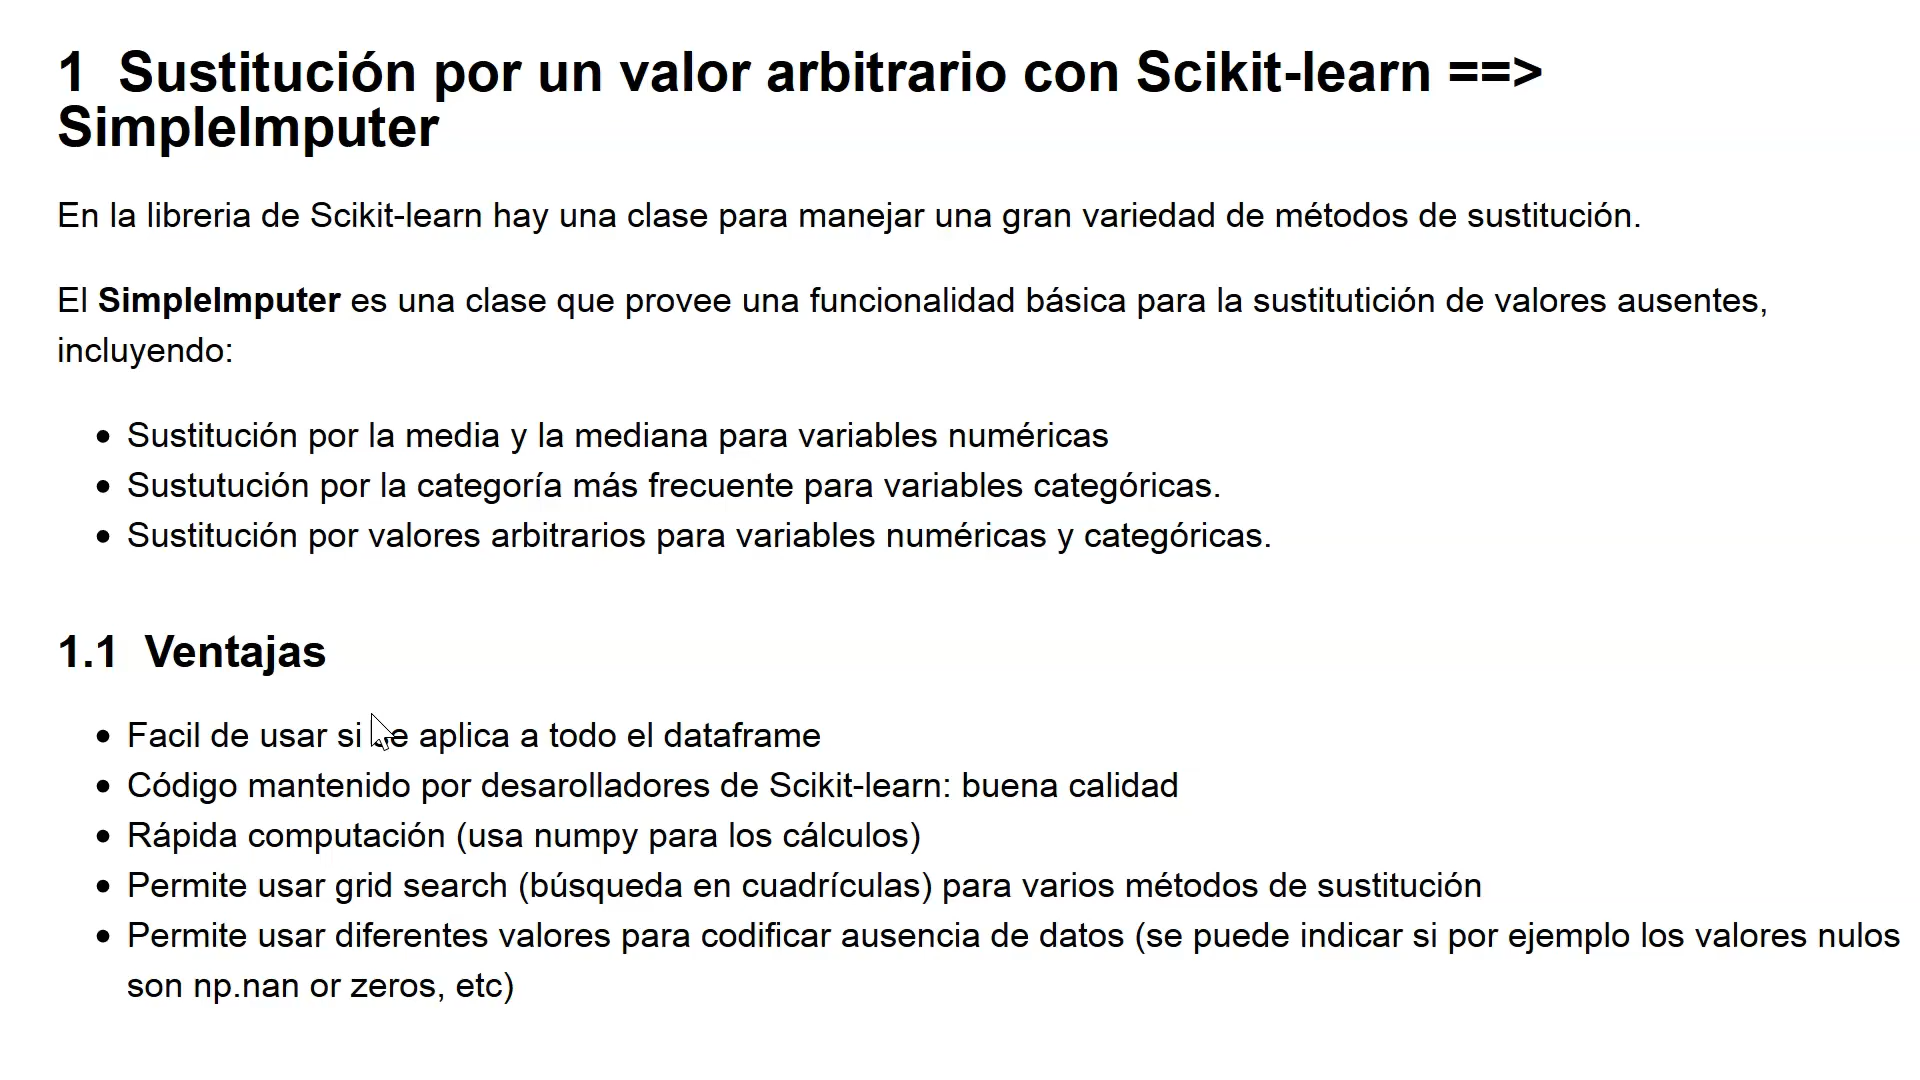 1 Sustitución por un valor arbitrario con Scikit-learn ==>
SimpleImputer
En la libreria de Scikit-learn hay una clase para manejar una gran variedad de métodos de sustitución.
El SimpleImputer es una clase que provee una funcionalidad básica para la sustitutición de valores ausentes,
incluyendo:
• Sustitución por la media y la mediana para variables numéricas
• Sustutución por la categoría más frecuente para variables categóricas.
• Sustitución por valores arbitrarios para variables numéricas y categóricas.
1.1 Ventajas
• Facil de usar si se aplica a todo el dataframe
• Código mantenido por desarolladores de Scikit-learn: buena calidad
• Rápida computación (usa numpy para los cálculos)
• Permite usar grid search (búsqueda en cuadrículas) para varios métodos de sustitución
• Permite usar diferentes valores para codificar ausencia de datos (se puede indicar si por ejemplo los valores nulos
son np.nan or zeros, etc)